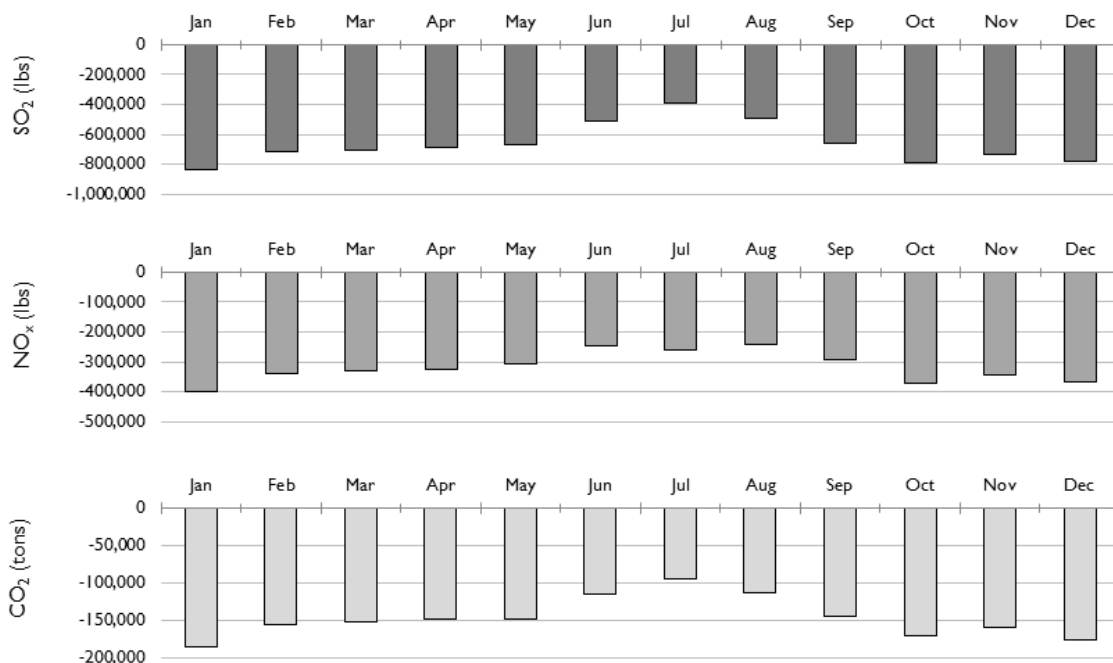 Jan Feb Mar Apr May Jun Jul Aug Sep Oct Nov Dec
0
-200,000
-400,000
-600,000
-800,000
-1,000,000
SO₂ (lbs)
Jan Feb Mar Apr May Jun Jul Aug Sep Oct Nov Dec
0
-100,000
-200,000
-300,000
-400,000
-500,000
NOₓ (lbs)
Jan Feb Mar Apr May Jun Jul Aug Sep Oct Nov Dec
0
-50,000
-100,000
-150,000
-200,000
CO₂ (tons)